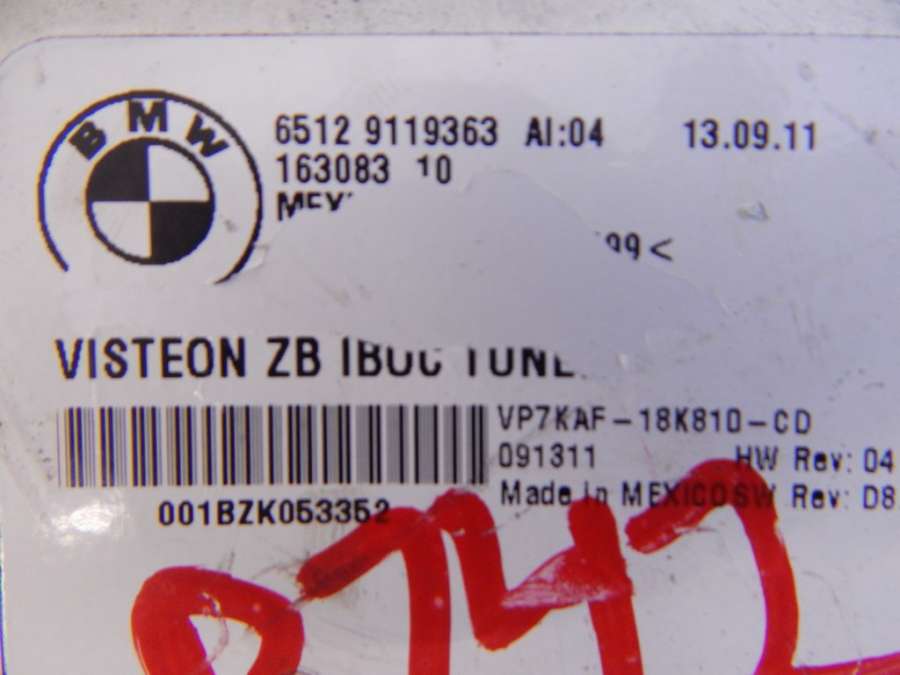 BMW
6512 9119363 AI:04 13.09.11
163083 10
VISTEON ZB
VP7KAF-18K810-CD
091311 HW Rev: 04
Made in MEXICO SW Rev: D8
001BZK053352